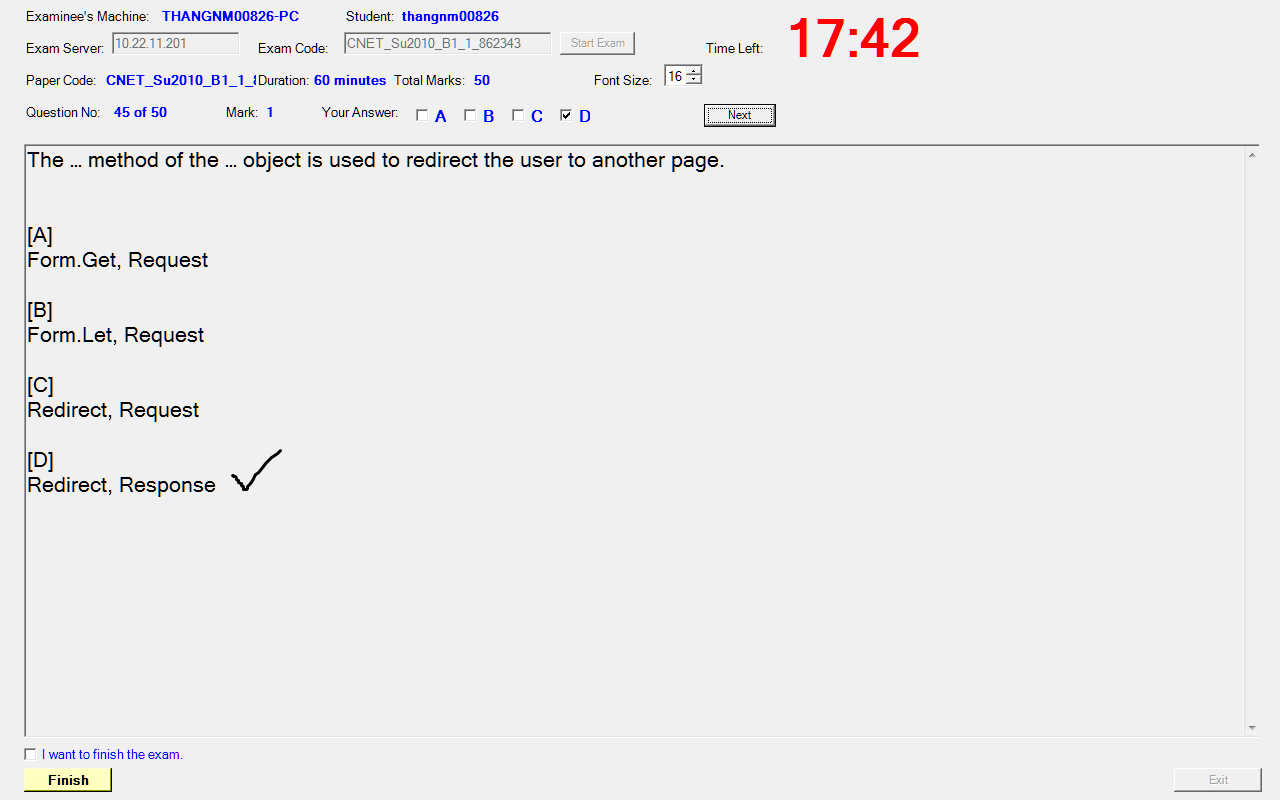 Examinee's Machine: THANGNM00826-PC Student: thangnm00826
Exam Server: 10.22.11.201 Exam Code: CNET_Su2010_B1_1_862343 Start Exam Time Left: 17:42
Paper Code: CNET_Su2010_B1_1_ Duration: 60 minutes Total Marks: 50 Font Size: 16
Question No: 45 of 50 Mark: 1 Your Answer: A B C D Next
The ... method of the ... object is used to redirect the user to another page.
[A]
Form.Get, Request
[B]
Form.Let, Request
[C]
Redirect, Request
[D]
Redirect, Response
I want to finish the exam.
Finish Exit